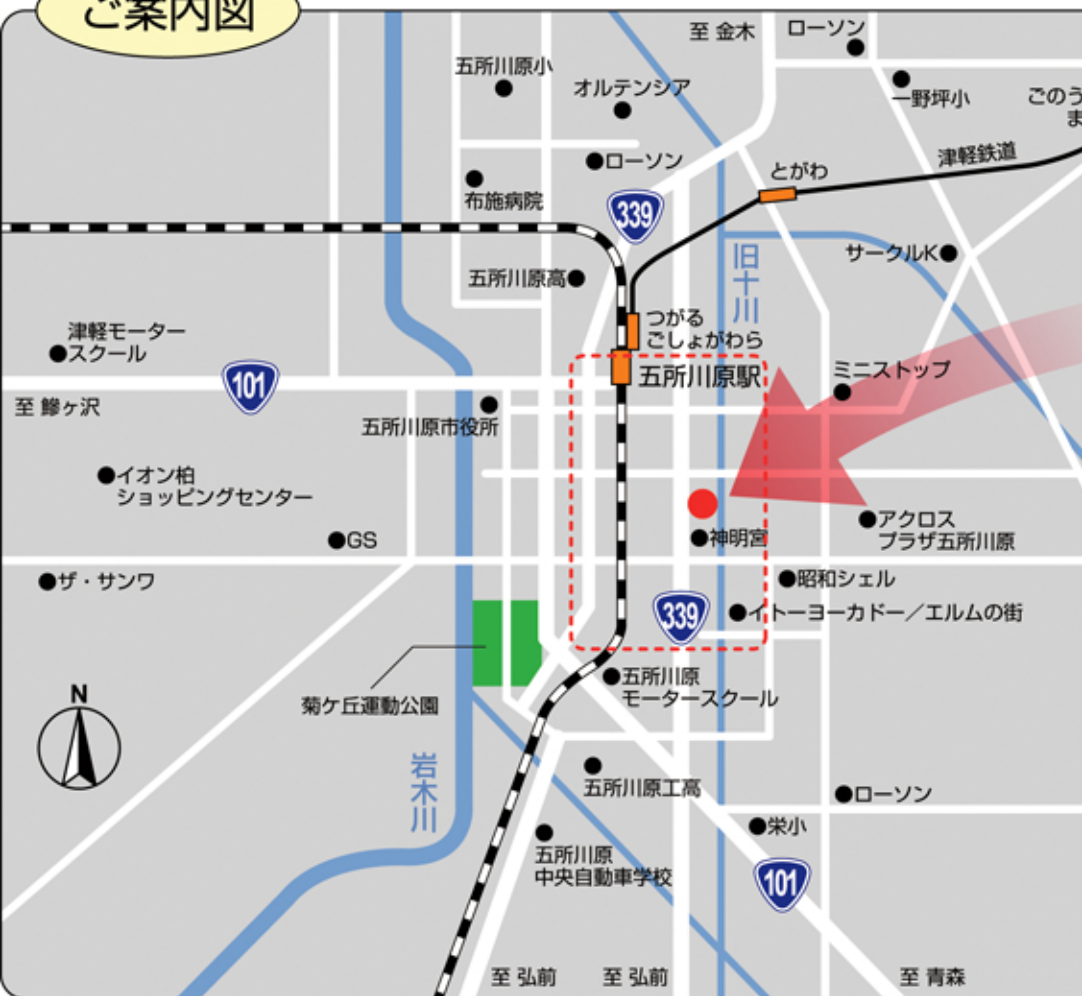 ご案内図
至 金木
ローソン
五所川原小
オルテンシア
一野坪小
ごのう
ま
ローソン
津軽鉄道
とがわ
布施病院
339
旧十川
サークルK
五所川原高
つがる
ごしょがわら
津軽モーター
スクール
101
五所川原駅
ミニストップ
至 鰺ヶ沢
五所川原市役所
イオン柏
ショッピングセンター
GS
アクロス
プラザ五所川原
神明宮
ザ・サンワ
昭和シェル
339
イトーヨーカドー／エルムの街
五所川原
モータースクール
N
菊ケ丘運動公園
岩木川
五所川原工高
ローソン
栄小
五所川原
中央自動車学校
101
至 弘前
至 弘前
至 青森